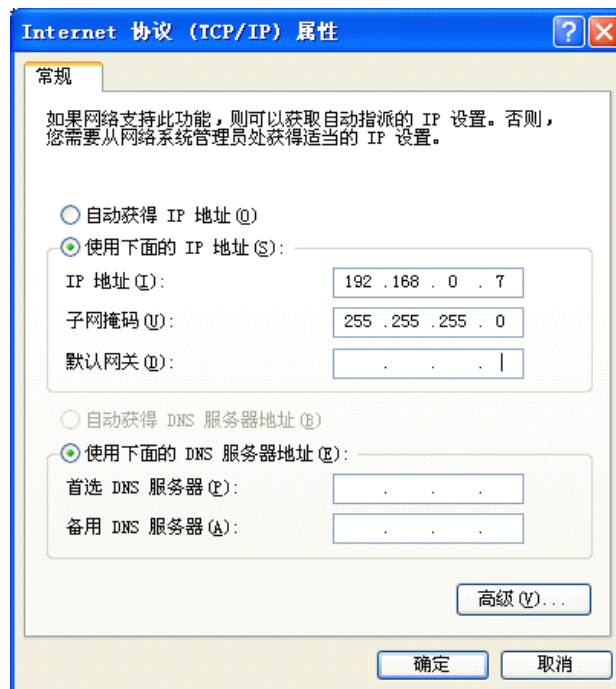 Internet 协议 (TCP/IP) 属性
常规
如果网络支持此功能，则可以获取自动指派的 IP 设置。否则，
您需要从网络系统管理员处获得适当的 IP 设置。
自动获得 IP 地址(O)
使用下面的 IP 地址(S):
IP 地址(I): 192 .168 . 0 . 7
子网掩码(U): 255 .255 .255 . 0
默认网关(D): . . .
自动获得 DNS 服务器地址(B)
使用下面的 DNS 服务器地址(E):
首选 DNS 服务器(P): . . .
备用 DNS 服务器(A): . . .
高级(V)...
确定 取消